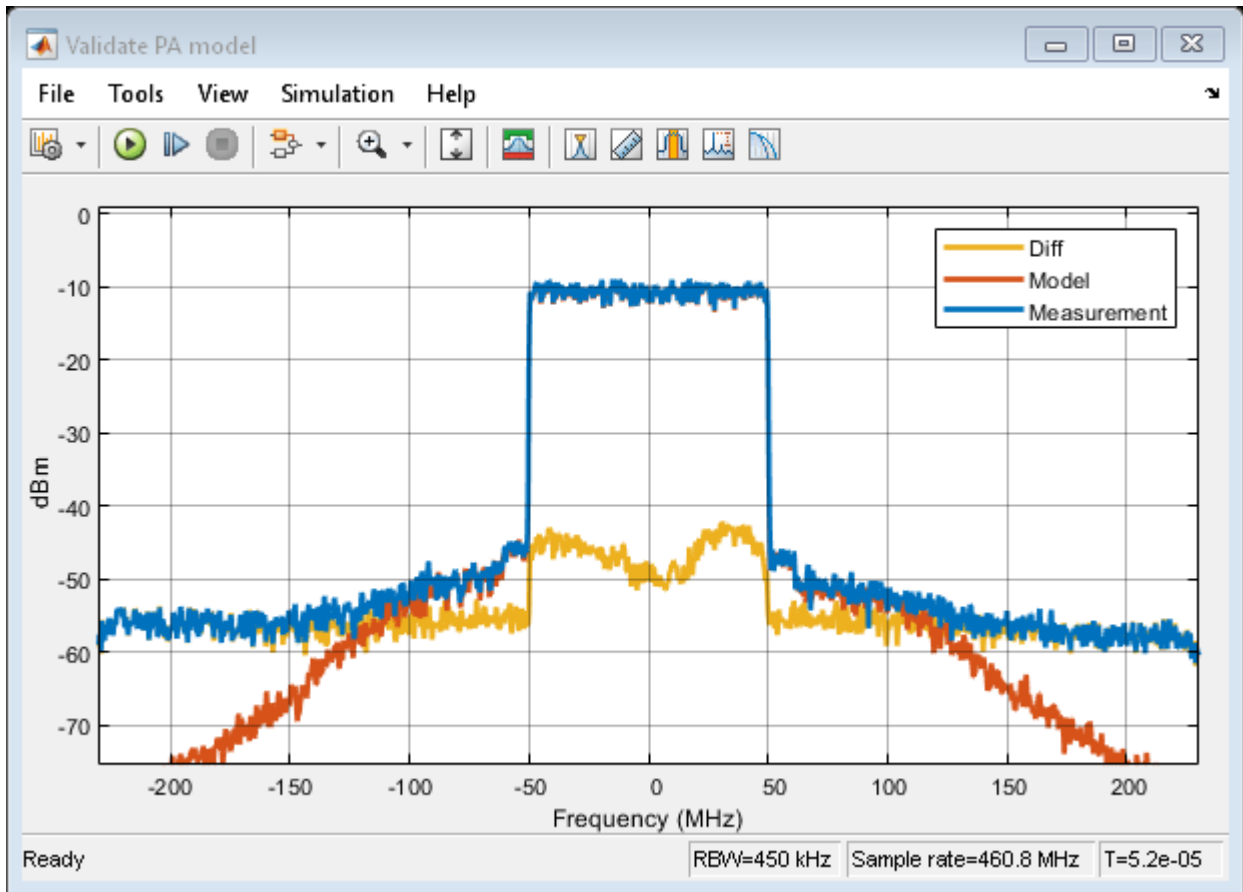 Validate PA model
File Tools View Simulation Help
0
-10
-20
-30
-40
-50
-60
-70
dBm
Diff
Model
Measurement
-200 -150 -100 -50 0 50 100 150 200
Frequency (MHz)
Ready RBW=450 kHz Sample rate=460.8 MHz T=5.2e-05